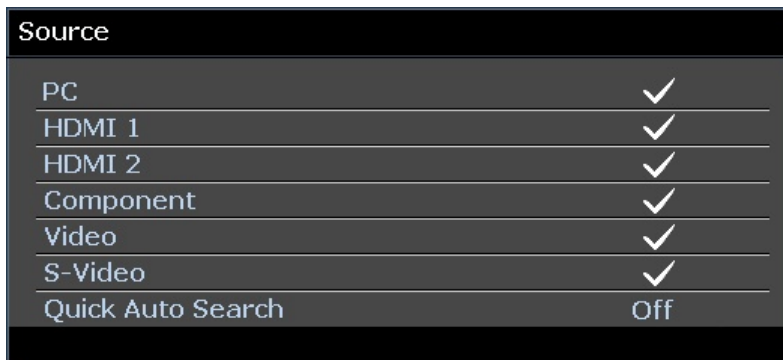 Source
PC ✓
HDMI 1 ✓
HDMI 2 ✓
Component ✓
Video ✓
S-Video ✓
Quick Auto Search Off